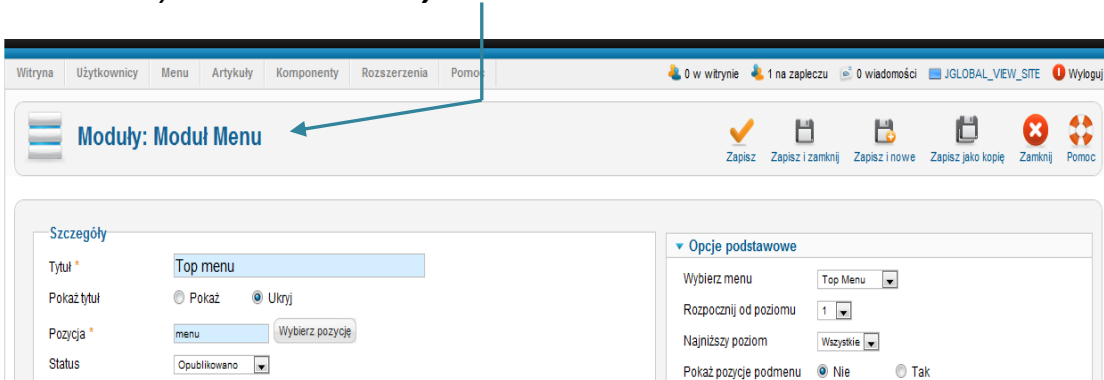 Witryna Użytkownicy Menu Artykuły Komponenty Rozszerzenia Pomoc 0 w witrynie 1 na zapleczu 0 wiadomości JGLOBAL_VIEW_SITE Wyloguj
Moduły: Moduł Menu
Zapisz Zapisz i zamknij Zapisz i nowe Zapisz jako kopię Zamknij Pomoc
Szczegóły
Tytuł * Top menu
Pokaż tytuł Pokaż Ukryj
Pozycja * menu Wybierz pozycję
Status Opublikowano
Opcje podstawowe
Wybierz menu Top Menu
Rozpocznij od poziomu 1
Najniższy poziom Wszystkie
Pokaż pozycje podmenu Nie Tak